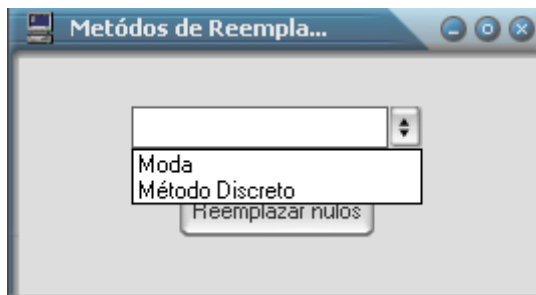 Metódos de Reempla...
Moda
Método Discreto
Reemplazar nulos